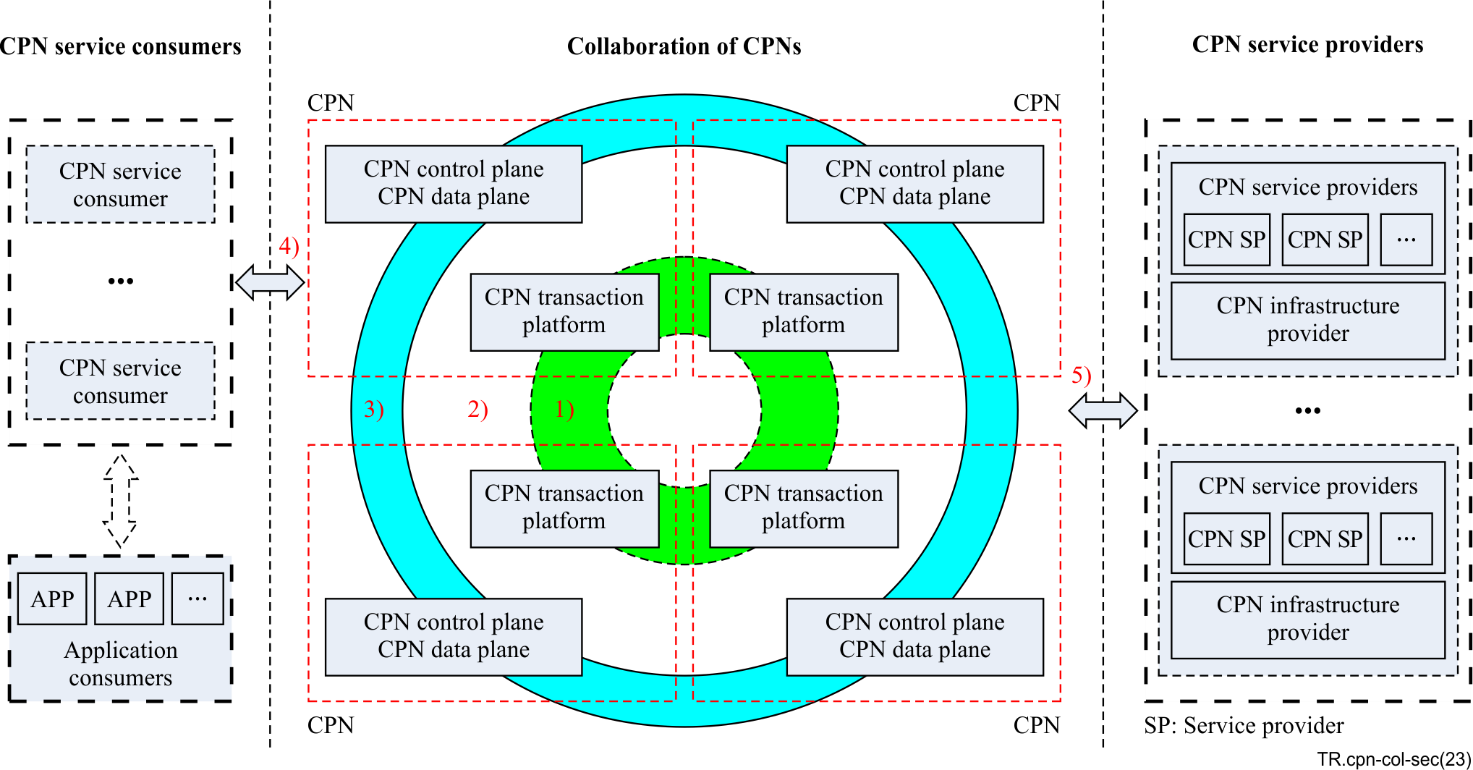 CPN service consumers
Collaboration of CPNs
CPN service providers
CPN
CPN
CPN service
consumer
...
CPN service
consumer
APP
APP
...
Application
consumers
4)
CPN control plane
CPN data plane
CPN control plane
CPN data plane
CPN transaction
platform
CPN transaction
platform
3)
2)
1)
5)
CPN transaction
platform
CPN transaction
platform
CPN control plane
CPN data plane
CPN control plane
CPN data plane
CPN
CPN
CPN service providers
CPN SP
CPN SP
...
CPN infrastructure
provider
...
CPN service providers
CPN SP
CPN SP
...
CPN infrastructure
provider
SP: Service provider
TR.cpn-col-sec(23)